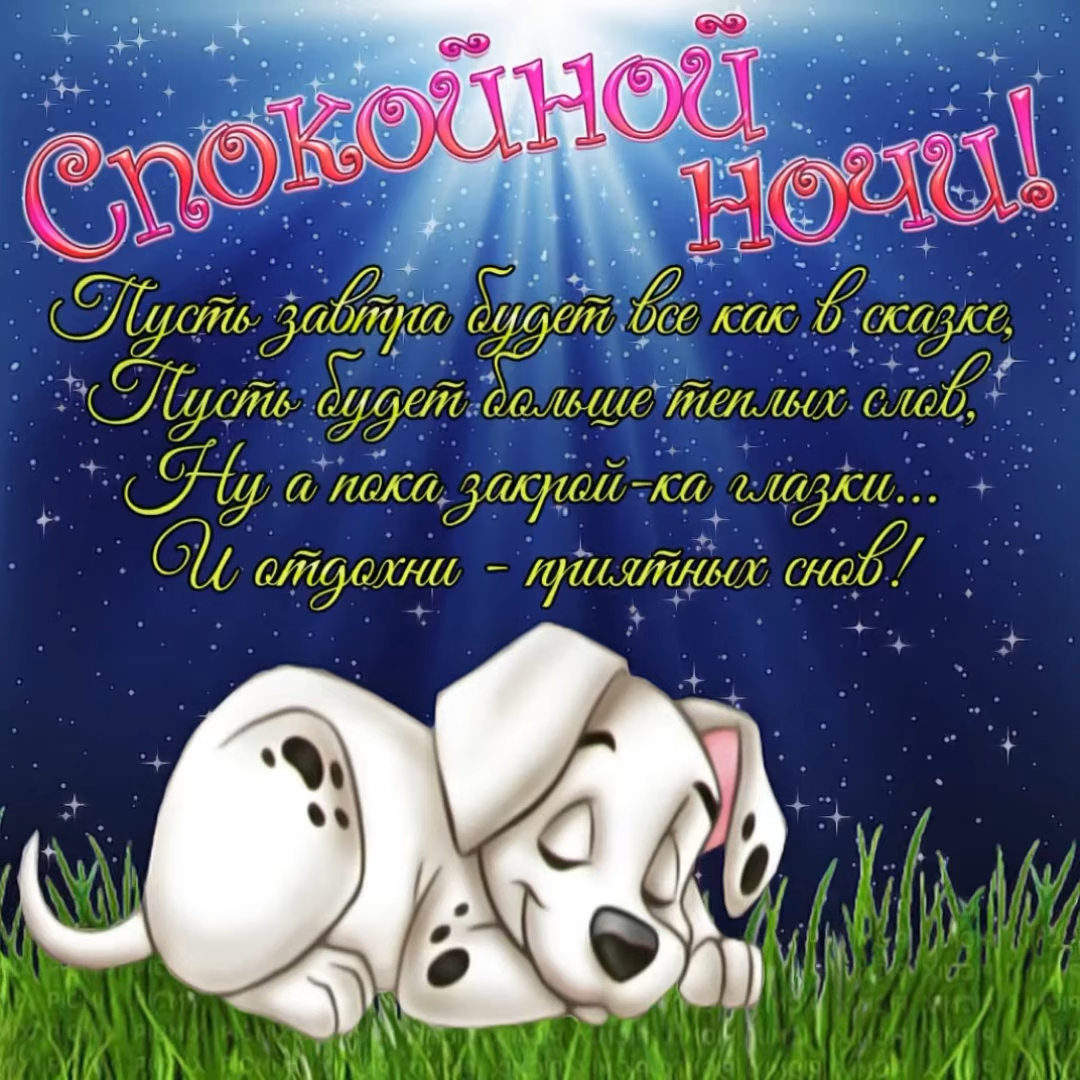 Спокойной
ночи!
Пусть завтра будет все как в сказке,
Пусть будет больше теплых слов,
Ну а пока закрой-ка глазки...
И отдохни - приятных снов!